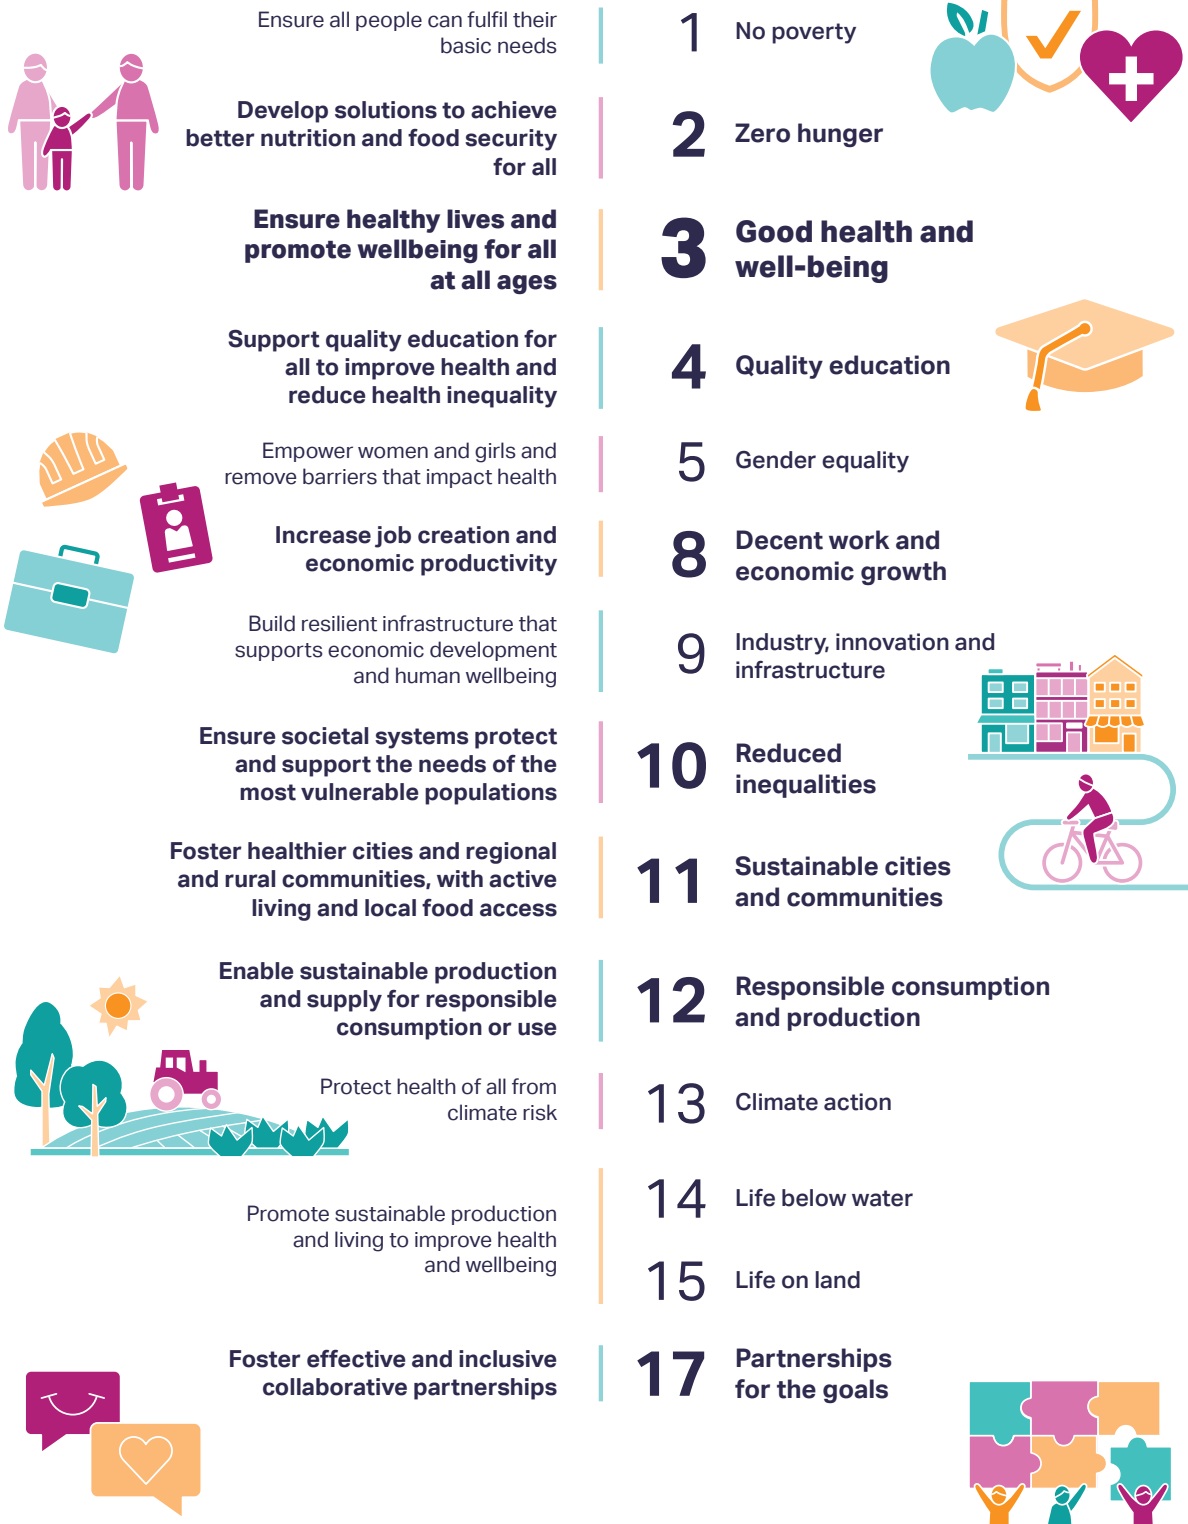 Ensure all people can fulfil their
basic needs
1
No poverty
Develop solutions to achieve
better nutrition and food security
for all
2
Zero hunger
Ensure healthy lives and
promote wellbeing for all
at all ages
3
Good health and
well-being
Support quality education for
all to improve health and
reduce health inequality
4
Quality education
Empower women and girls and
remove barriers that impact health
5
Gender equality
Increase job creation and
economic productivity
8
Decent work and
economic growth
Build resilient infrastructure that
supports economic development
and human wellbeing
9
Industry, innovation and
infrastructure
Ensure societal systems protect
and support the needs of the
most vulnerable populations
10
Reduced
inequalities
Foster healthier cities and regional
and rural communities, with active
living and local food access
11
Sustainable cities
and communities
Enable sustainable production
and supply for responsible
consumption or use
12
Responsible consumption
and production
Protect health of all from
climate risk
13
Climate action
Promote sustainable production
and living to improve health
and wellbeing
14
Life below water
15
Life on land
Foster effective and inclusive
collaborative partnerships
17
Partnerships
for the goals